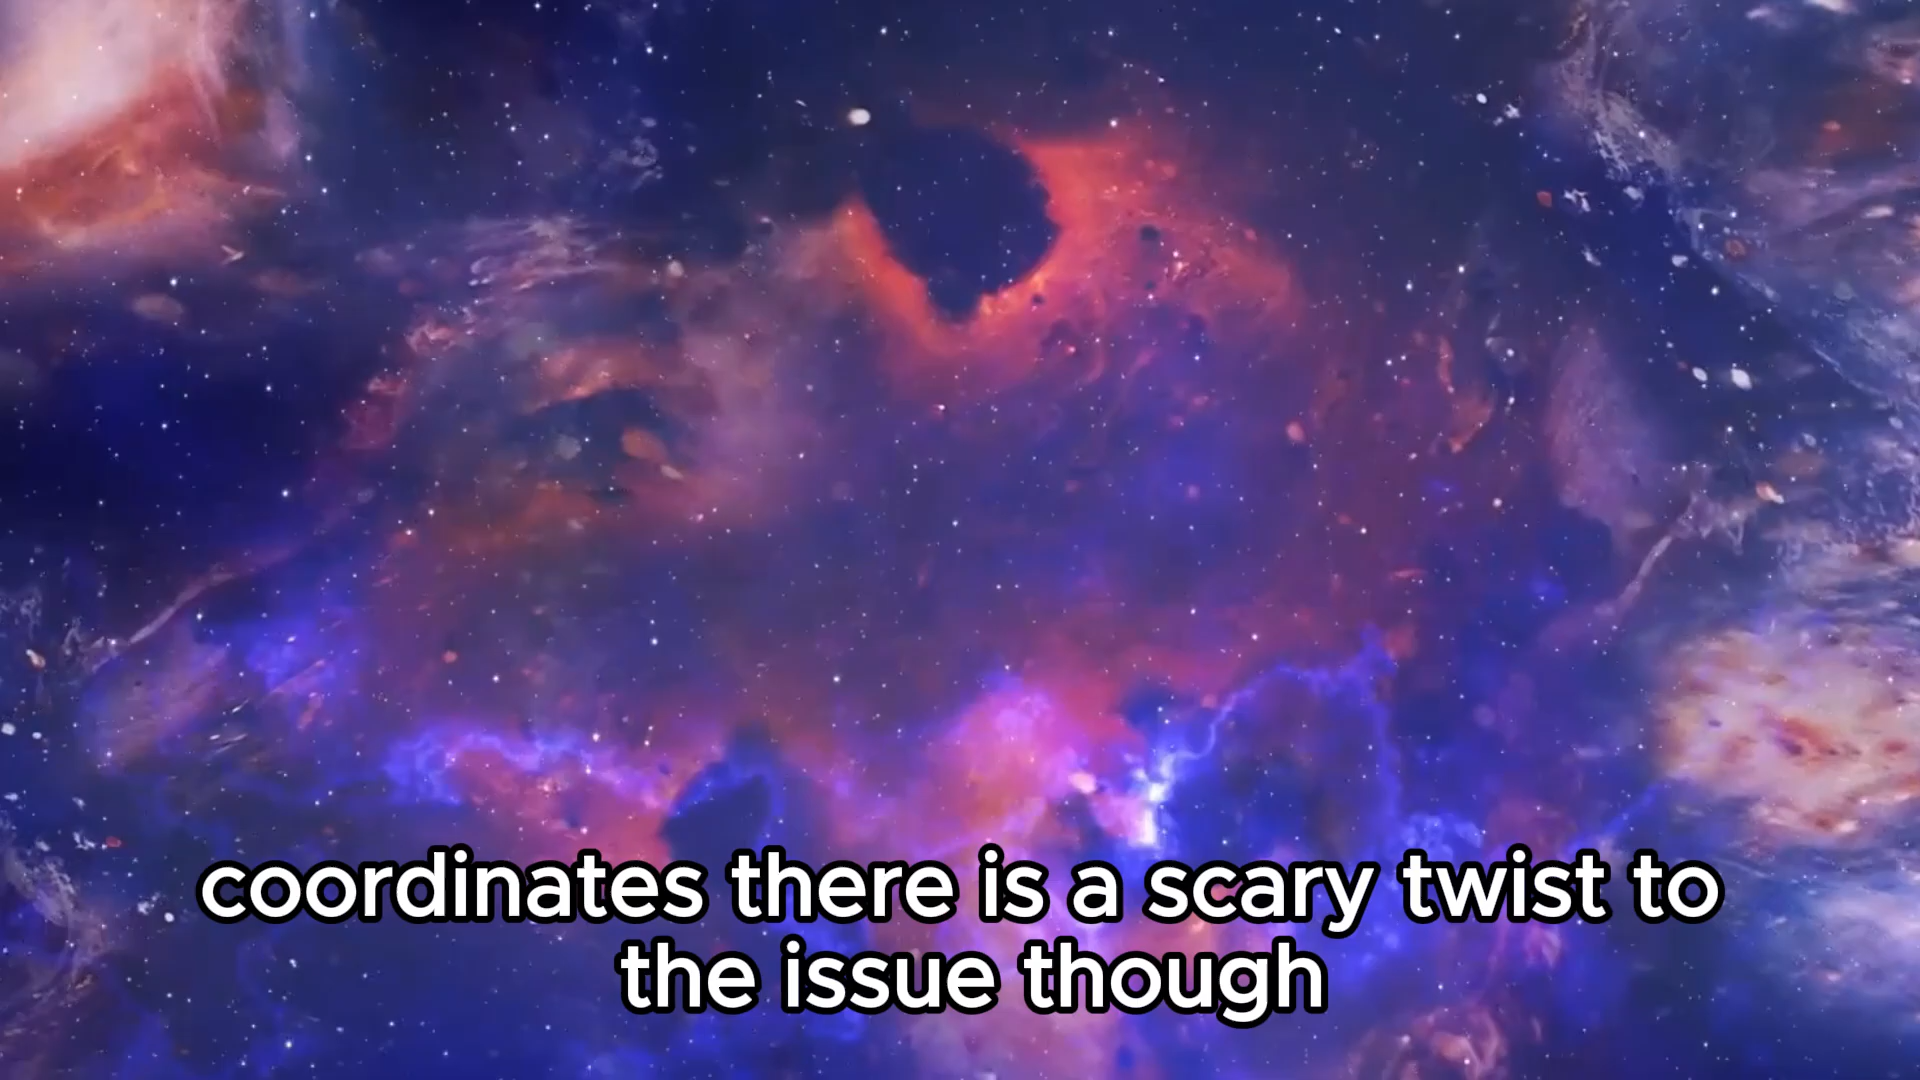 coordinates there is a scary twist to
the issue though